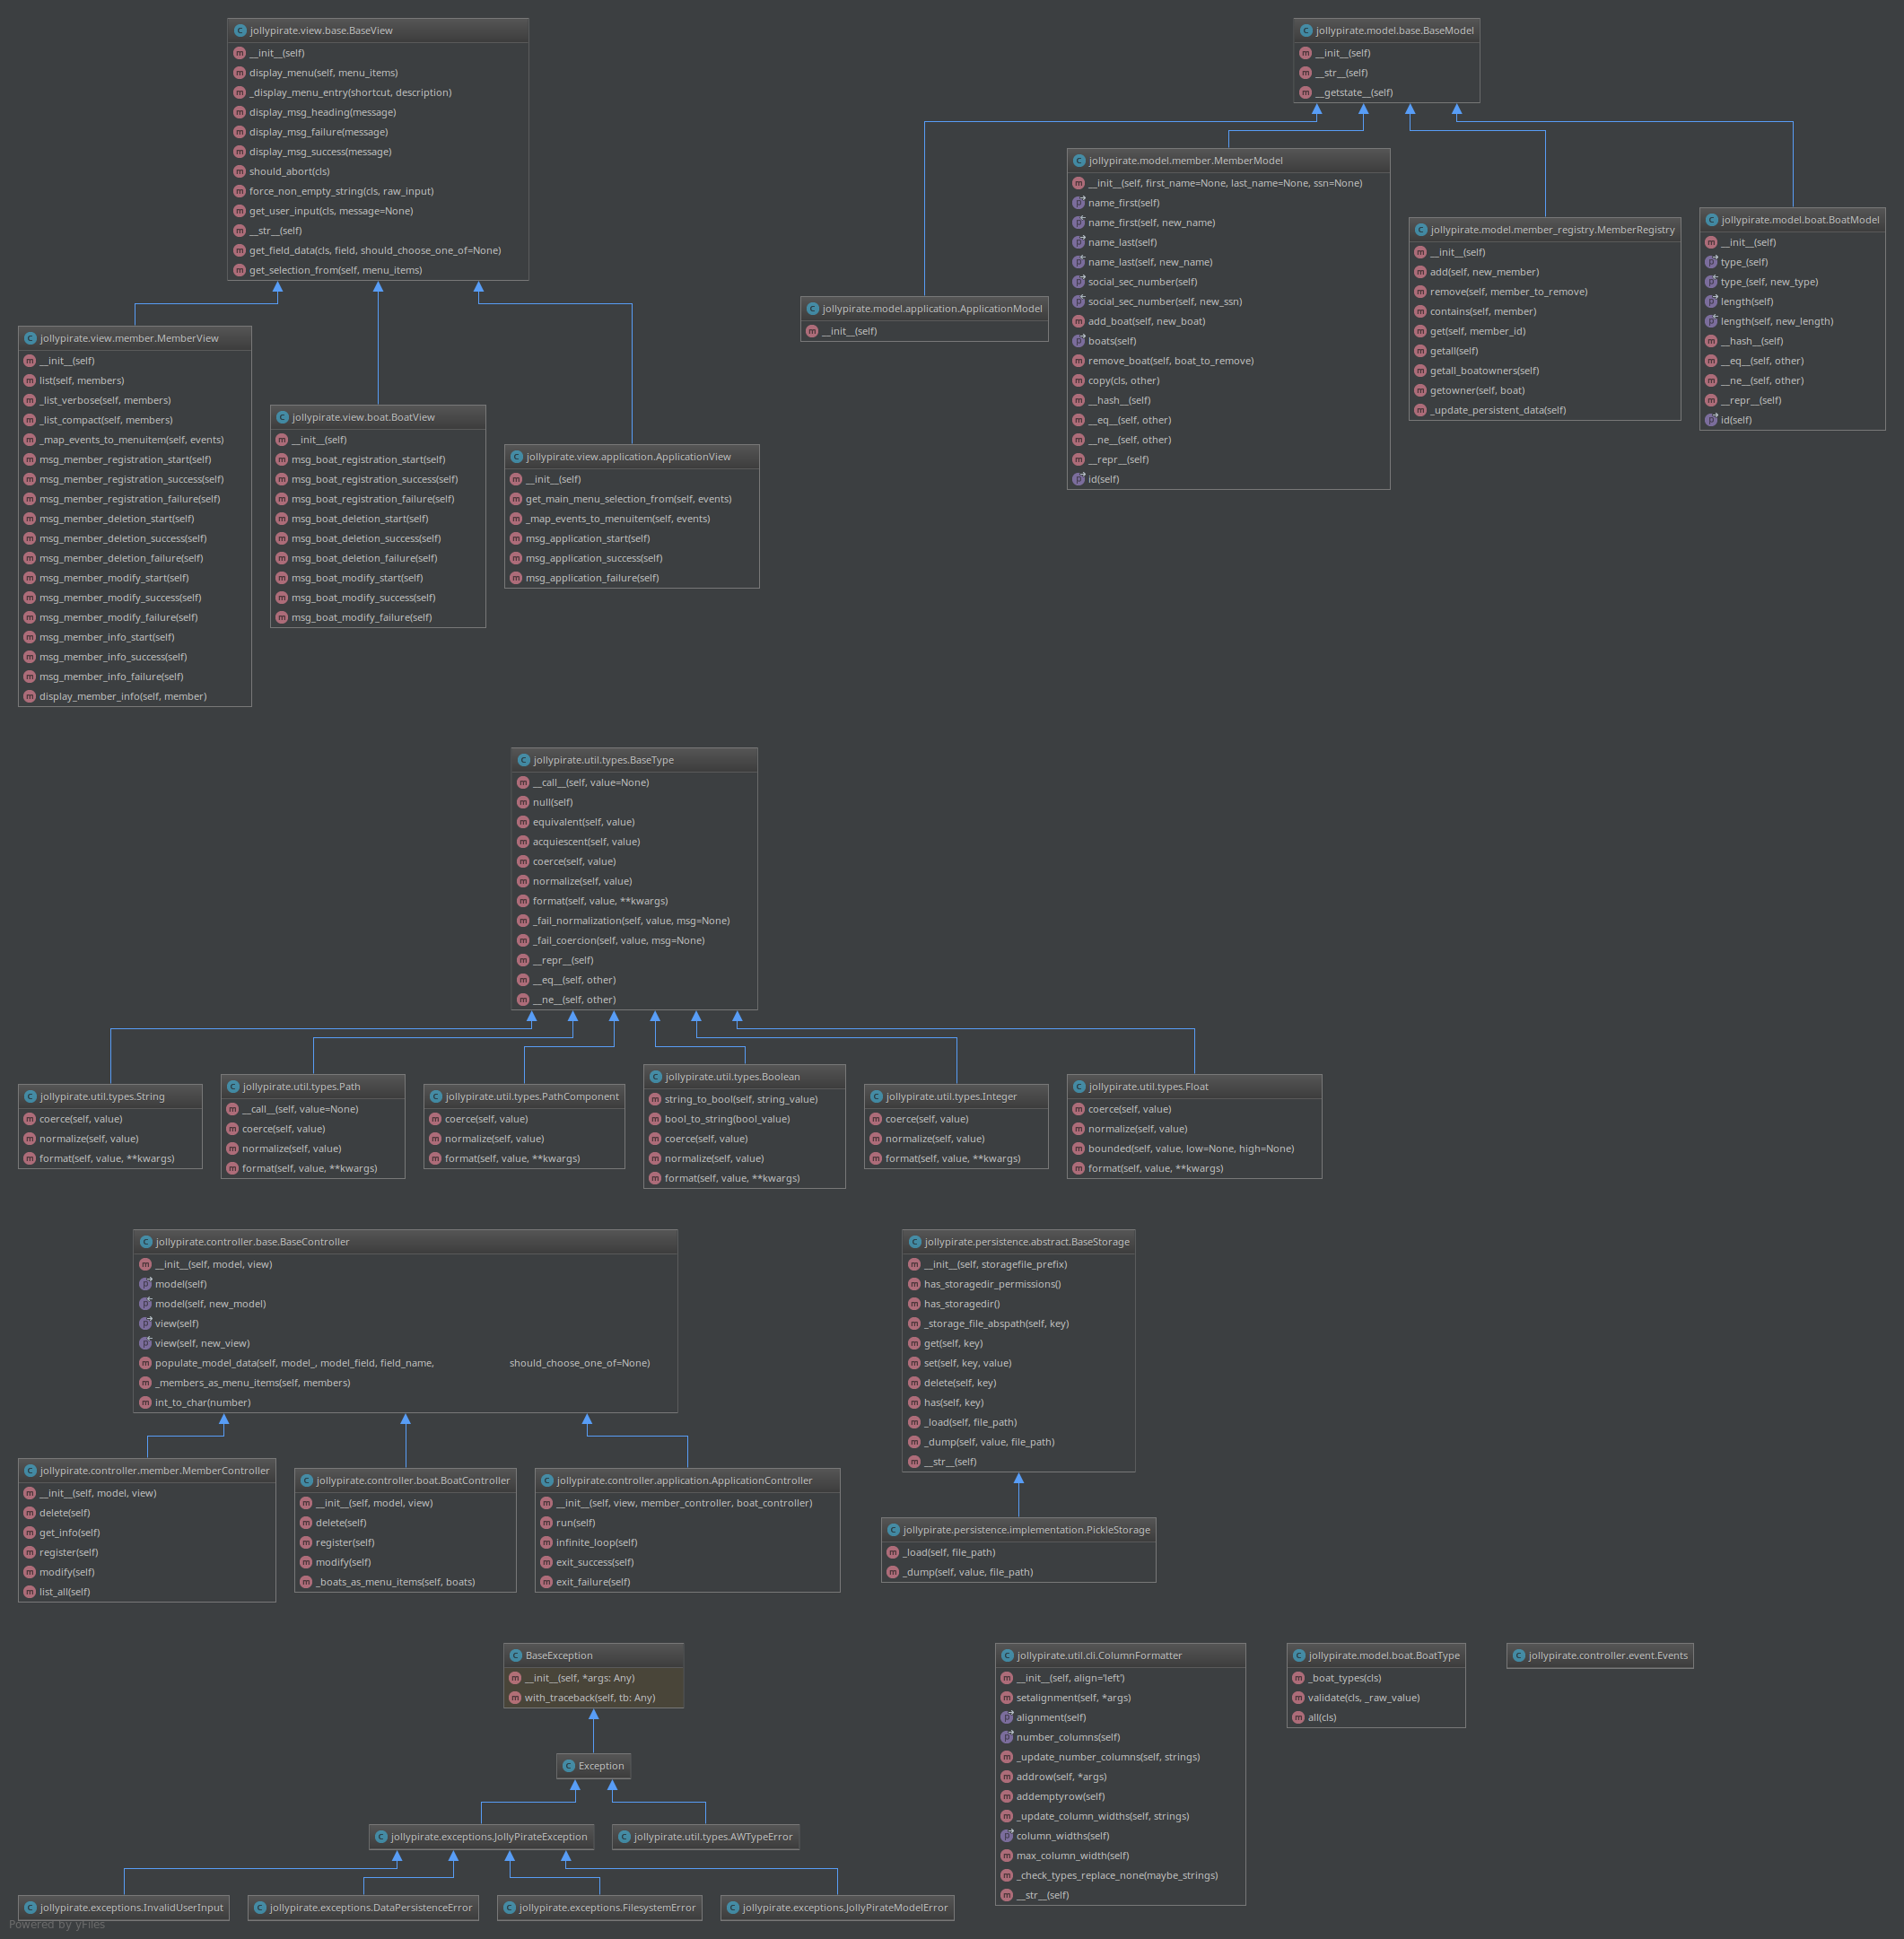 jollypirate.view.base.BaseView
__init__(self)
display_menu(self, menu_items)
_display_menu_entry(shortcut, description)
display_msg_heading(message)
display_msg_failure(message)
display_msg_success(message)
should_abort(cls)
force_non_empty_string(cls, raw_input)
get_user_input(cls, message=None)
__str__(self)
get_field_data(cls, field, should_choose_one_of=None)
get_selection_from(self, menu_items)
jollypirate.model.base.BaseModel
__init__(self)
__str__(self)
__getstate__(self)
jollypirate.view.member.MemberView
__init__(self)
list(self, members)
_list_verbose(self, members)
_list_compact(self, members)
_map_events_to_menuitem(self, events)
msg_member_registration_start(self)
msg_member_registration_success(self)
msg_member_registration_failure(self)
msg_member_deletion_start(self)
msg_member_deletion_success(self)
msg_member_deletion_failure(self)
msg_member_modify_start(self)
msg_member_modify_success(self)
msg_member_modify_failure(self)
msg_member_info_start(self)
msg_member_info_success(self)
msg_member_info_failure(self)
display_member_info(self, member)
jollypirate.view.boat.BoatView
__init__(self)
msg_boat_registration_start(self)
msg_boat_registration_success(self)
msg_boat_registration_failure(self)
msg_boat_deletion_start(self)
msg_boat_deletion_success(self)
msg_boat_deletion_failure(self)
msg_boat_modify_start(self)
msg_boat_modify_success(self)
msg_boat_modify_failure(self)
jollypirate.view.application.ApplicationView
__init__(self)
get_main_menu_selection_from(self, events)
_map_events_to_menuitem(self, events)
msg_application_start(self)
msg_application_success(self)
msg_application_failure(self)
jollypirate.model.application.ApplicationModel
__init__(self)
jollypirate.model.member.MemberModel
__init__(self, first_name=None, last_name=None, ssn=None)
name_first(self)
name_first(self, new_name)
name_last(self)
name_last(self, new_name)
social_sec_number(self)
social_sec_number(self, new_ssn)
add_boat(self, new_boat)
boats(self)
remove_boat(self, boat_to_remove)
copy(cls, other)
__hash__(self)
__eq__(self, other)
__ne__(self, other)
__repr__(self)
id(self)
jollypirate.model.member_registry.MemberRegistry
__init__(self)
add(self, new_member)
remove(self, member_to_remove)
contains(self, member)
get(self, member_id)
getall(self)
getall_boatowners(self)
getowner(self, boat)
_update_persistent_data(self)
jollypirate.model.boat.BoatModel
__init__(self)
type_(self)
type_(self, new_type)
length(self)
length(self, new_length)
__hash__(self)
__eq__(self, other)
__ne__(self, other)
__repr__(self)
id(self)
jollypirate.util.types.BaseType
__call__(self, value=None)
null(self)
equivalent(self, value)
acquiescent(self, value)
coerce(self, value)
normalize(self, value)
format(self, value, **kwargs)
_fail_normalization(self, value, msg=None)
_fail_coercion(self, value, msg=None)
__repr__(self)
__eq__(self, other)
__ne__(self, other)
jollypirate.util.types.String
coerce(self, value)
normalize(self, value)
format(self, value, **kwargs)
jollypirate.util.types.Path
__call__(self, value=None)
coerce(self, value)
normalize(self, value)
format(self, value, **kwargs)
jollypirate.util.types.PathComponent
coerce(self, value)
normalize(self, value)
format(self, value, **kwargs)
jollypirate.util.types.Boolean
string_to_bool(self, string_value)
bool_to_string(bool_value)
coerce(self, value)
normalize(self, value)
format(self, value, **kwargs)
jollypirate.util.types.Integer
coerce(self, value)
normalize(self, value)
format(self, value, **kwargs)
jollypirate.util.types.Float
coerce(self, value)
normalize(self, value)
bounded(self, value, low=None, high=None)
format(self, value, **kwargs)
jollypirate.controller.base.BaseController
__init__(self, model, view)
model(self)
model(self, new_model)
view(self)
view(self, new_view)
populate_model_data(self, model_, model_field, field_name, should_choose_one_of=None)
_members_as_menu_items(self, members)
int_to_char(number)
jollypirate.persistence.abstract.BaseStorage
__init__(self, storagefile_prefix)
has_storagedir_permissions()
has_storagedir()
_storage_file_abspath(self, key)
get(self, key)
set(self, key, value)
delete(self, key)
has(self, key)
_load(self, file_path)
_dump(self, value, file_path)
__str__(self)
jollypirate.controller.member.MemberController
__init__(self, model, view)
delete(self)
get_info(self)
register(self)
modify(self)
list_all(self)
jollypirate.controller.boat.BoatController
__init__(self, model, view)
delete(self)
register(self)
modify(self)
_boats_as_menu_items(self, boats)
jollypirate.controller.application.ApplicationController
__init__(self, view, member_controller, boat_controller)
run(self)
infinite_loop(self)
exit_success(self)
exit_failure(self)
jollypirate.persistence.implementation.PickleStorage
_load(self, file_path)
_dump(self, value, file_path)
BaseException
__init__(self, *args: Any)
with_traceback(self, tb: Any)
Exception
jollypirate.exceptions.JollyPirateException
jollypirate.util.types.AWTypeError
jollypirate.exceptions.InvalidUserInput
jollypirate.exceptions.DataPersistenceError
jollypirate.exceptions.FilesystemError
jollypirate.exceptions.JollyPirateModelError
jollypirate.util.cli.ColumnFormatter
__init__(self, align='left')
setalignment(self, *args)
alignment(self)
number_columns(self)
_update_number_columns(self, strings)
addrow(self, *args)
addemptyrow(self)
_update_column_widths(self, strings)
column_widths(self)
max_column_width(self)
_check_types_replace_none(maybe_strings)
__str__(self)
jollypirate.model.boat.BoatType
_boat_types(cls)
validate(cls, _raw_value)
all(cls)
jollypirate.controller.event.Events
Powered by yFiles